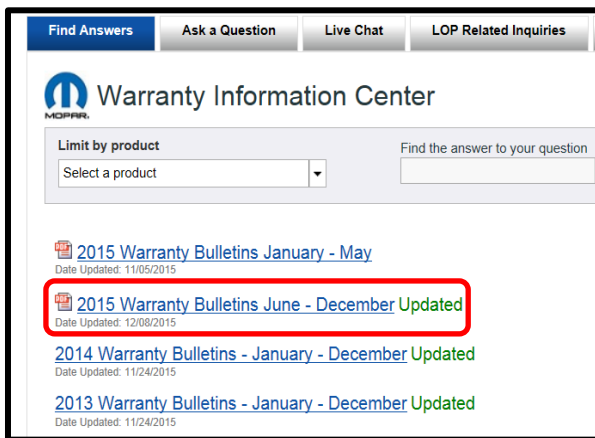 Find Answers Ask a Question Live Chat LOP Related Inquiries
MOPAR. Warranty Information Center
Limit by product Find the answer to your question
Select a product
PDF 2015 Warranty Bulletins January - May
Date Updated: 11/05/2015
PDF 2015 Warranty Bulletins June - December Updated
Date Updated: 12/08/2015
2014 Warranty Bulletins - January - December Updated
Date Updated: 11/24/2015
2013 Warranty Bulletins - January - December Updated
Date Updated: 11/24/2015